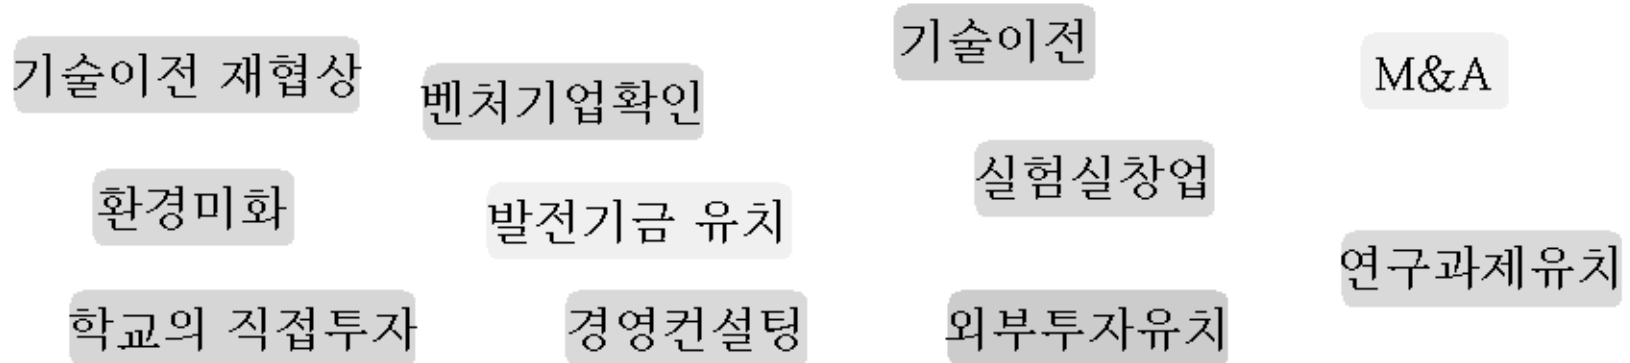 기술이전 재협상
벤처기업확인
기술이전
M&A
환경미화
발전기금 유치
실험실창업
연구과제유치
학교의 직접투자
경영컨설팅
외부투자유치